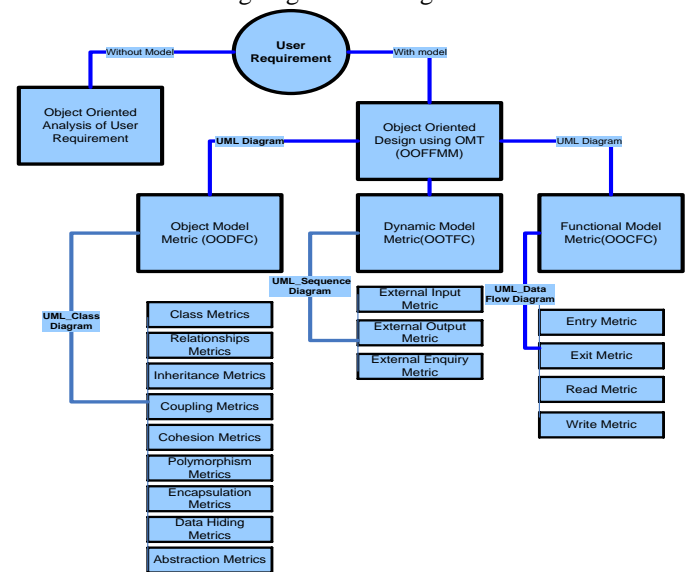 User
Requirement
Without Model
With model
Object Oriented
Analysis of User
Requirement
Object Oriented
Design using OMT
(OOFFMM)
UML Diagram
UML Diagram
Object Model
Metric (OODFC)
Dynamic Model
Metric(OOTFC)
Functional Model
Metric(OOCFC)
UML_Class
Diagram
Class Metrics
Relationships
Metrics
Inheritance Metrics
Coupling Metrics
Cohesion Metrics
Polymorphism
Metrics
Encapsulation
Metrics
Data Hiding
Metrics
Abstraction Metrics
UML_Sequence
Diagram
External Input
Metric
External Output
Metric
External Enquiry
Metric
UML_Data
Flow Diagram
Entry Metric
Exit Metric
Read Metric
Write Metric